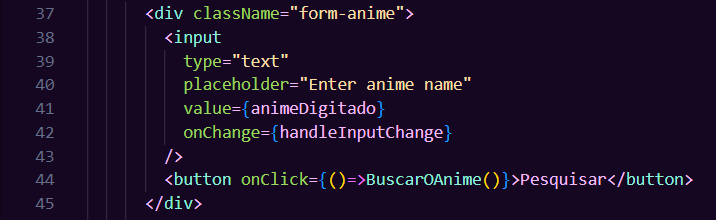 37 <div className="form-anime">
38 <input
39 type="text"
40 placeholder="Enter anime name"
41 value={animeDigitado}
42 onChange={handleInputChange}
43 />
44 <button onClick={()=>BuscarOAnime()}>Pesquisar</button>
45 </div>